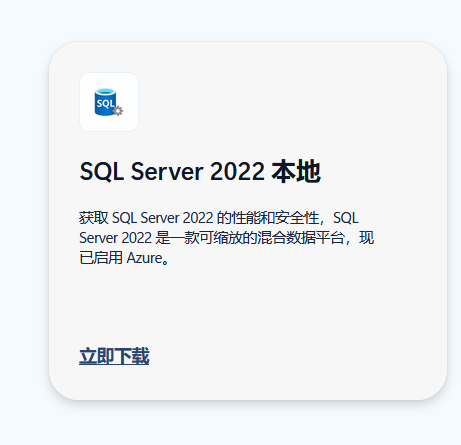 SQL
SQL Server 2022 本地
获取 SQL Server 2022 的性能和安全性，SQL
Server 2022 是一款可缩放的混合数据平台，现
已启用 Azure。
立即下载